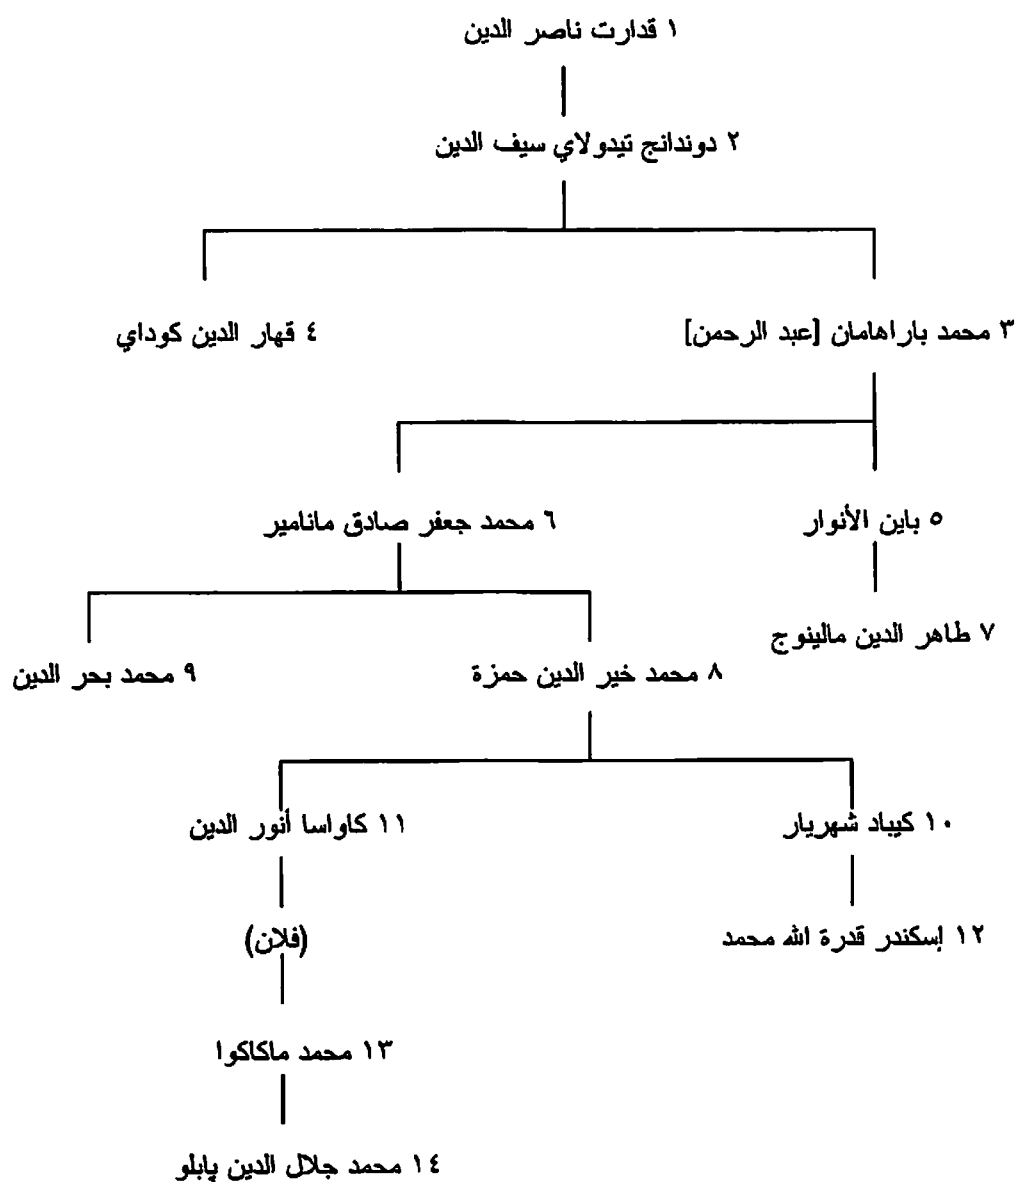 ١ قدارت ناصر الدين
٢ دوندانج تيدولاي سيف الدين
٣ محمد باراهامان [عبد الرحمن]
٤ قهار الدين كوداي
٥ باين الأنوار
٦ محمد جعفر صادق مانامير
٧ طاهر الدين مالينوج
٨ محمد خير الدين حمزة
٩ محمد بحر الدين
١٠ كيباد شهريار
١١ كاواسا أنور الدين
١٢ إسكندر قدرة الله محمد
(فلان)
١٣ محمد ماكاكوا
١٤ محمد جلال الدين پابلو